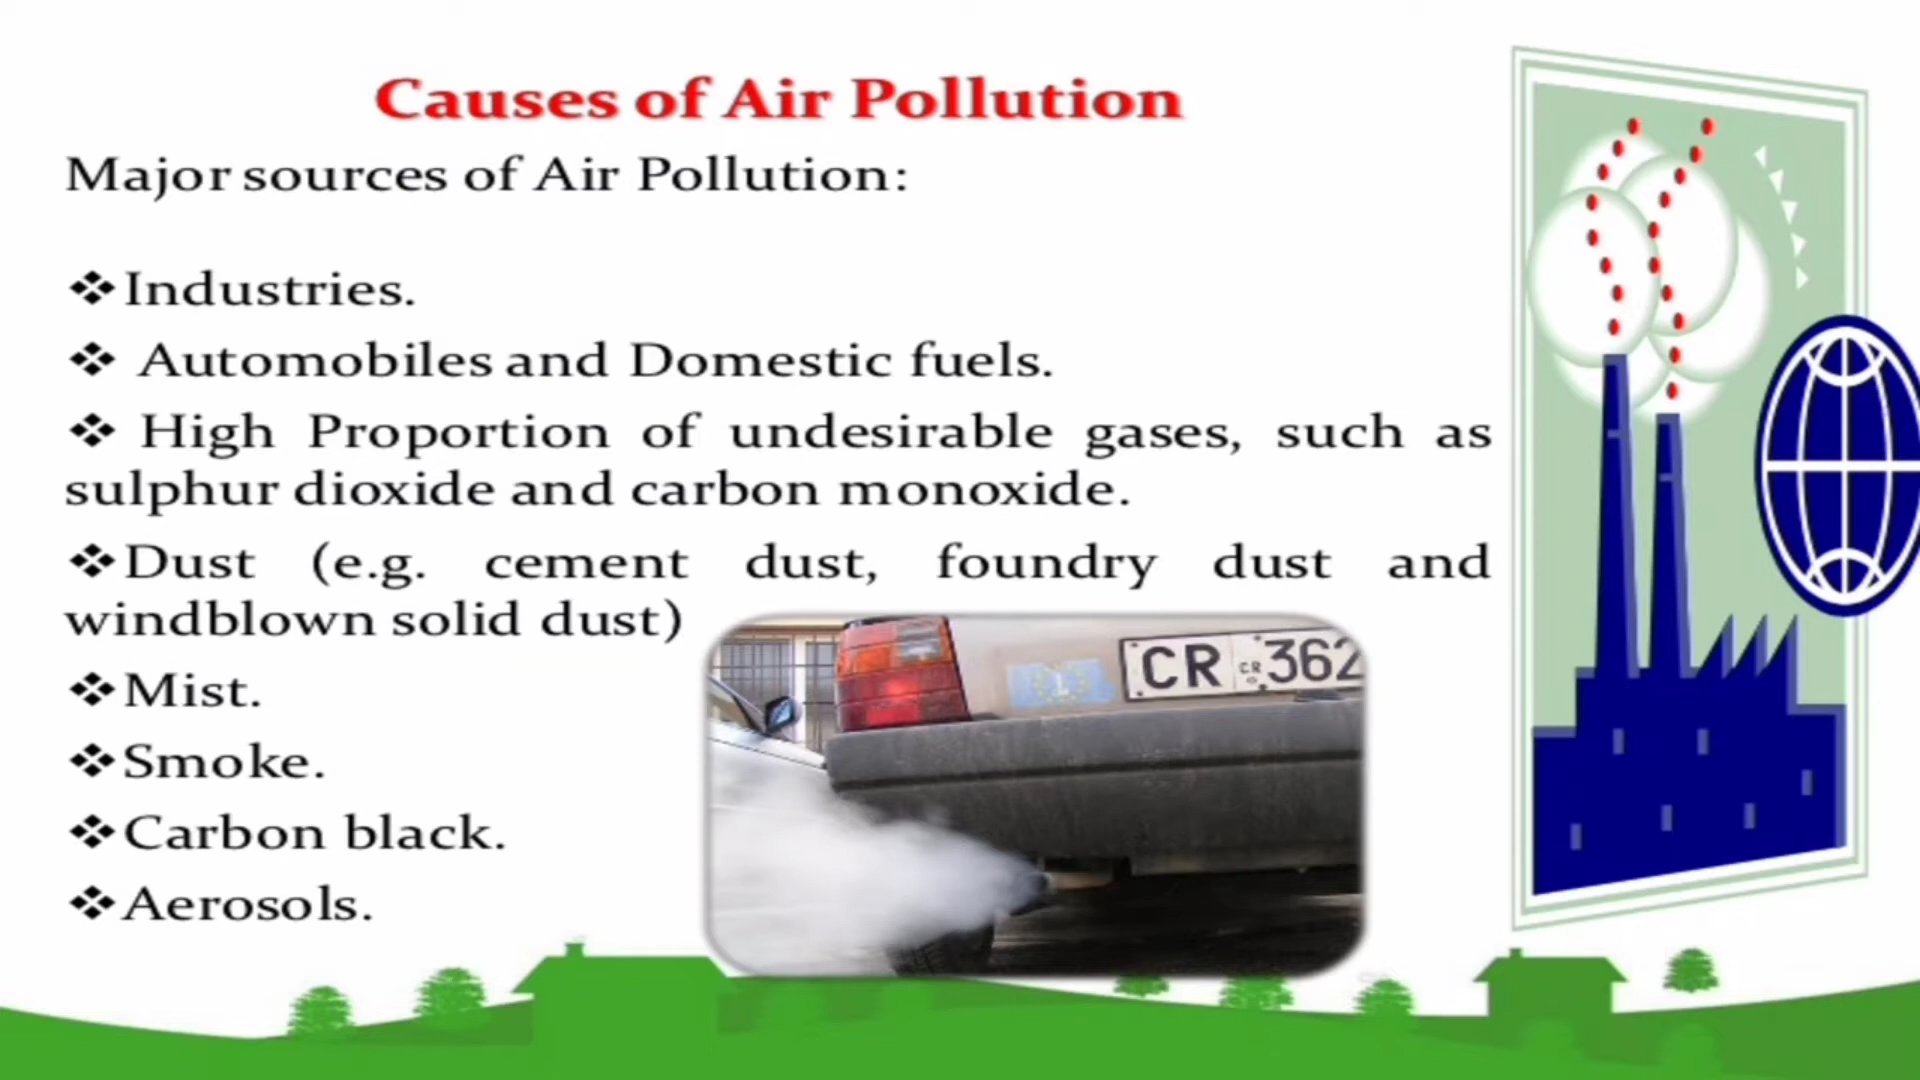 Causes of Air Pollution
Major sources of Air Pollution:
❖Industries.
❖ Automobiles and Domestic fuels.
❖ High Proportion of undesirable gases, such as
sulphur dioxide and carbon monoxide.
❖Dust (e.g. cement dust, foundry dust and
windblown solid dust)
❖Mist.
❖Smoke.
❖Carbon black.
❖Aerosols.
L CR CR 362